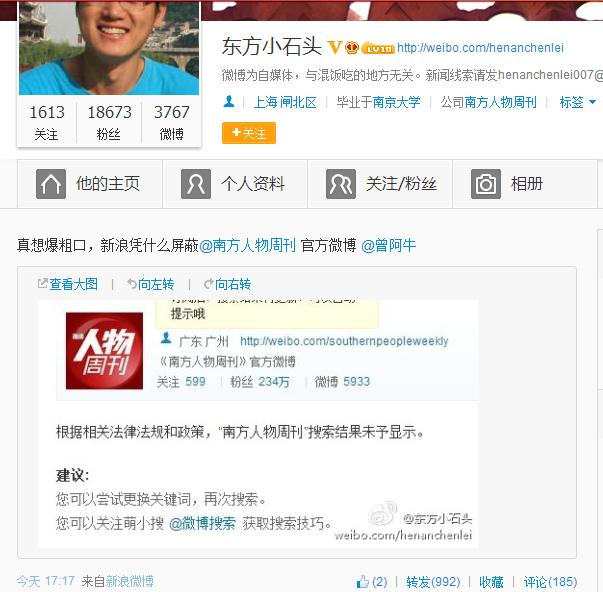 东方小石头 V LV10 http://weibo.com/henanchenlei
微博为自媒体，与混饭吃的地方无关。新闻线索请发henanchenlei007@
上海 闸北区 | 毕业于南京大学 | 公司南方人物周刊 | 标签
1613 18673 3767
关注 粉丝 微博
+关注
他的主页 个人资料 关注/粉丝 相册
真想爆粗口，新浪凭什么屏蔽@南方人物周刊 官方微博 @曾阿牛
查看大图 | 向左转 | 向右转
提示哦
人物
周刊
广东 广州 http://weibo.com/southernpeopleweekly
《南方人物周刊》官方微博
关注 599 | 粉丝 234万 | 微博 5933
根据相关法律法规和政策，“南方人物周刊”搜索结果未予显示。
建议:
您可以尝试更换关键词，再次搜索。
您可以关注萌小搜 @微博搜索 获取搜索技巧。
@东方小石头
weibo.com/henanchenlei
今天 17:17 来自新浪微博
(2) | 转发(992) | 收藏 | 评论(185)